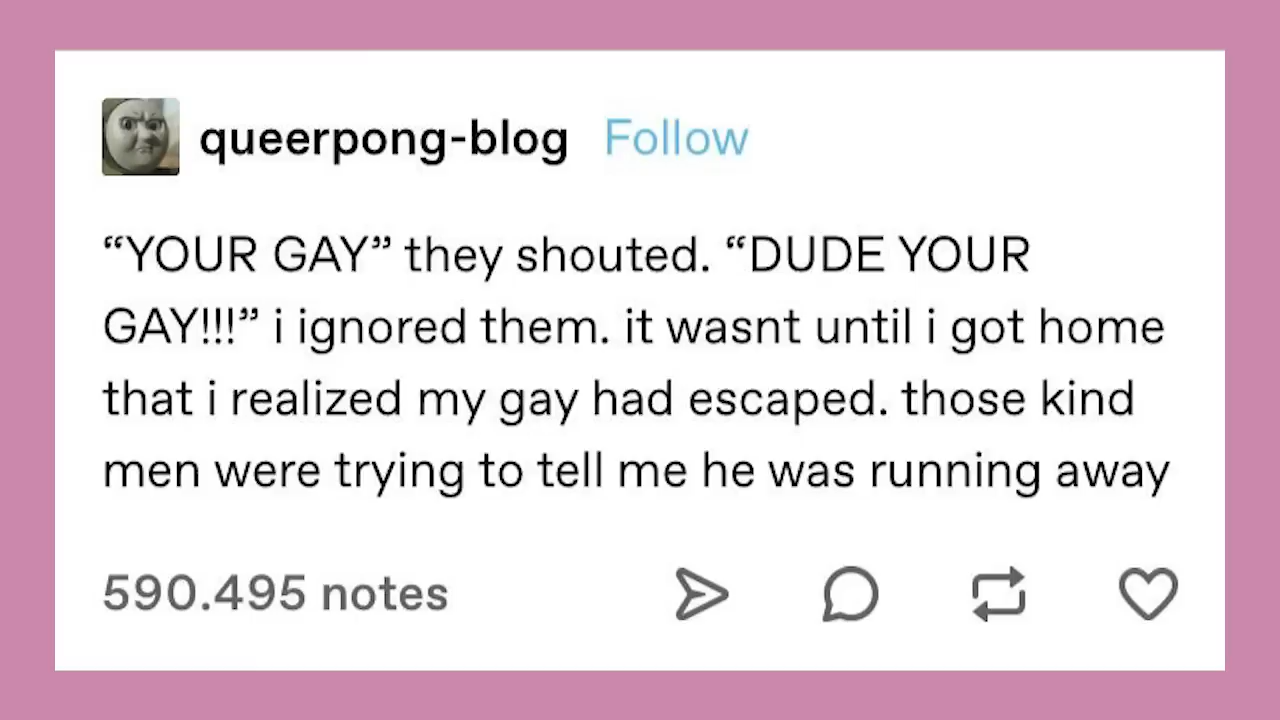 queerpong-blog Follow
“YOUR GAY” they shouted. “DUDE YOUR
GAY!!!” i ignored them. it wasnt until i got home
that i realized my gay had escaped. those kind
men were trying to tell me he was running away
590.495 notes